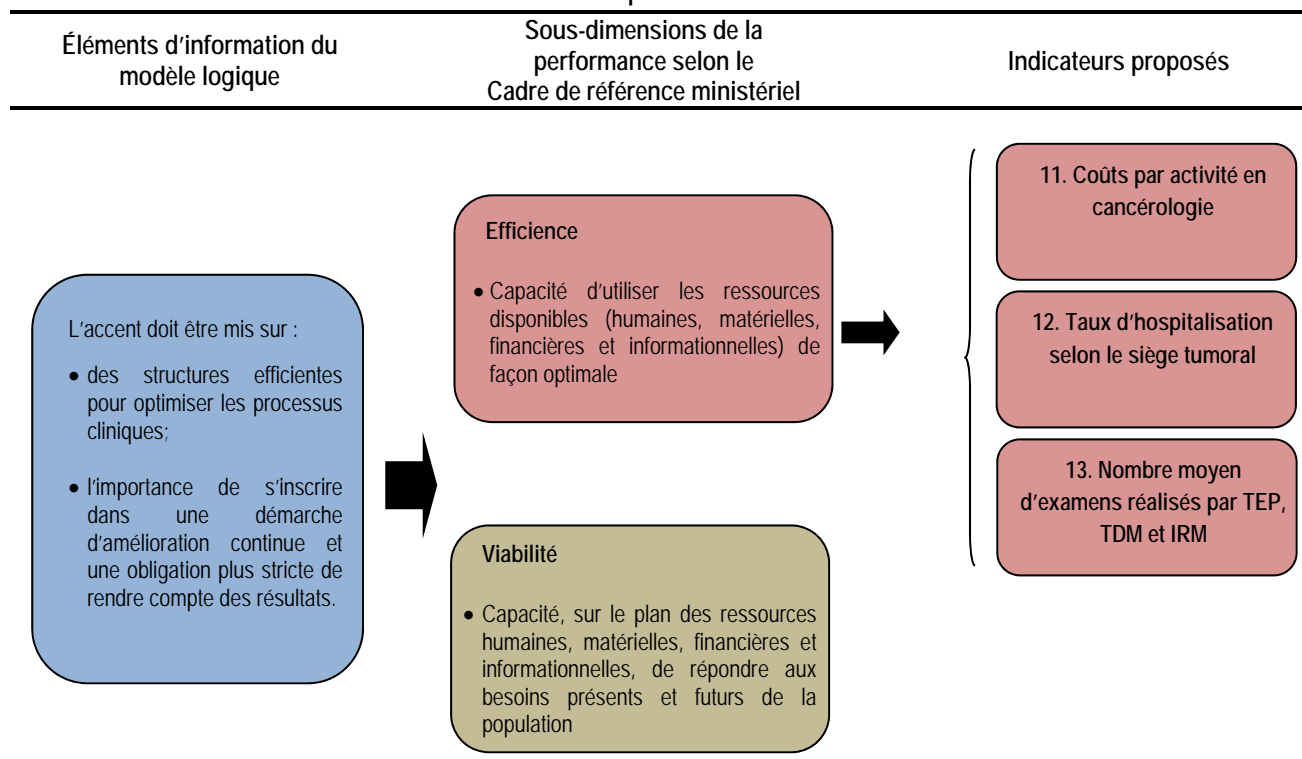 Éléments d'information du
modèle logique
Sous-dimensions de la
performance selon le
Cadre de référence ministériel
Indicateurs proposés
L'accent doit être mis sur :
• des structures efficientes
pour optimiser les processus
cliniques;
• l'importance de s'inscrire
dans une démarche
d'amélioration continue et
une obligation plus stricte de
rendre compte des résultats.
Efficience
• Capacité d'utiliser les ressources
disponibles (humaines, matérielles,
financières et informationnelles) de
façon optimale
Viabilité
• Capacité, sur le plan des ressources
humaines, matérielles, financières et
informationnelles, de répondre aux
besoins présents et futurs de la
population
11. Coûts par activité en
cancérologie
12. Taux d'hospitalisation
selon le siège tumoral
13. Nombre moyen
d'examens réalisés par TEP,
TDM et IRM